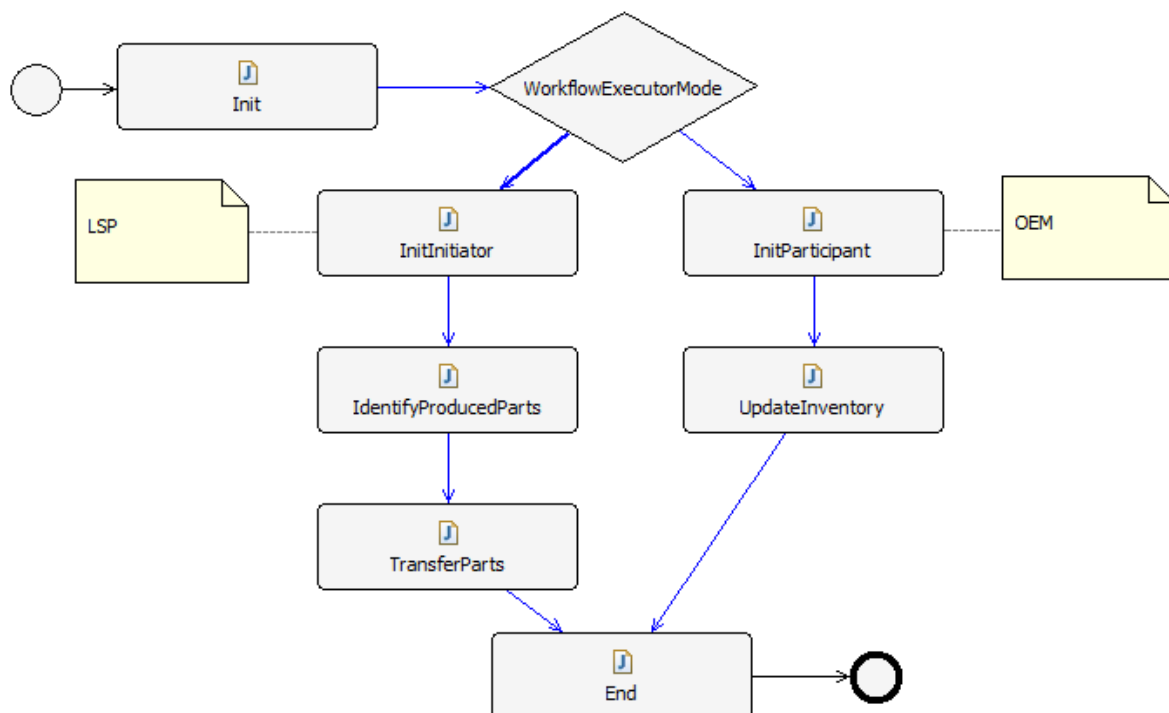 Init
WorkflowExecutorMode
LSP
InitInitiator
InitParticipant
OEM
IdentifyProducedParts
UpdateInventory
TransferParts
End